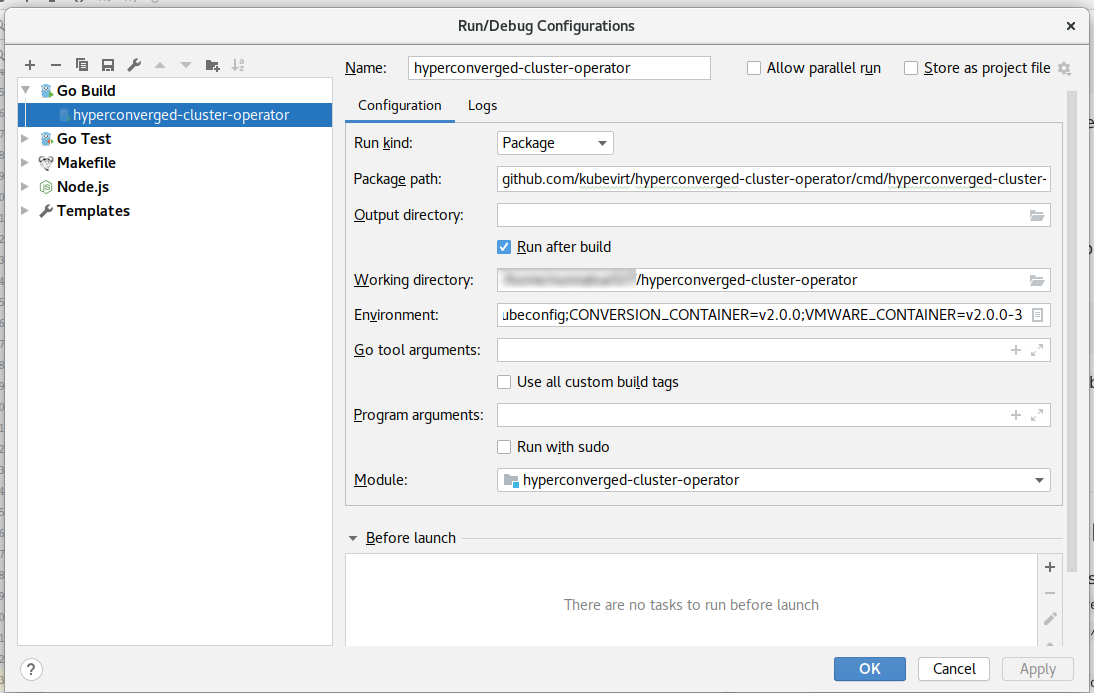 Run/Debug Configurations
Name: hyperconverged-cluster-operator Allow parallel run Store as project file
Go Build
hyperconverged-cluster-operator
Go Test
Makefile
Node.js
Templates
Configuration Logs
Run kind: Package
Package path: github.com/kubevirt/hyperconverged-cluster-operator/cmd/hyperconverged-cluster-
Output directory:
Run after build
Working directory: /hyperconverged-cluster-operator
Environment: ubeconfig;CONVERSION_CONTAINER=v2.0.0;VMWARE_CONTAINER=v2.0.0-3
Go tool arguments:
Use all custom build tags
Program arguments:
Run with sudo
Module: hyperconverged-cluster-operator
Before launch
There are no tasks to run before launch
? OK Cancel Apply